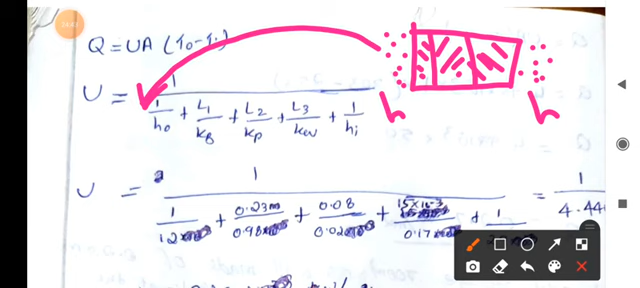 Q = UA (To-Ti)
U = 1 / (1/ho + L1/kB + L2/kp + L3/kw + 1/hi)
h h
U = 1 / (1/12 + 0.23m/0.98 + 0.08/0.02 + 15×10-3/0.17 + 1/) = 1 / 4.44